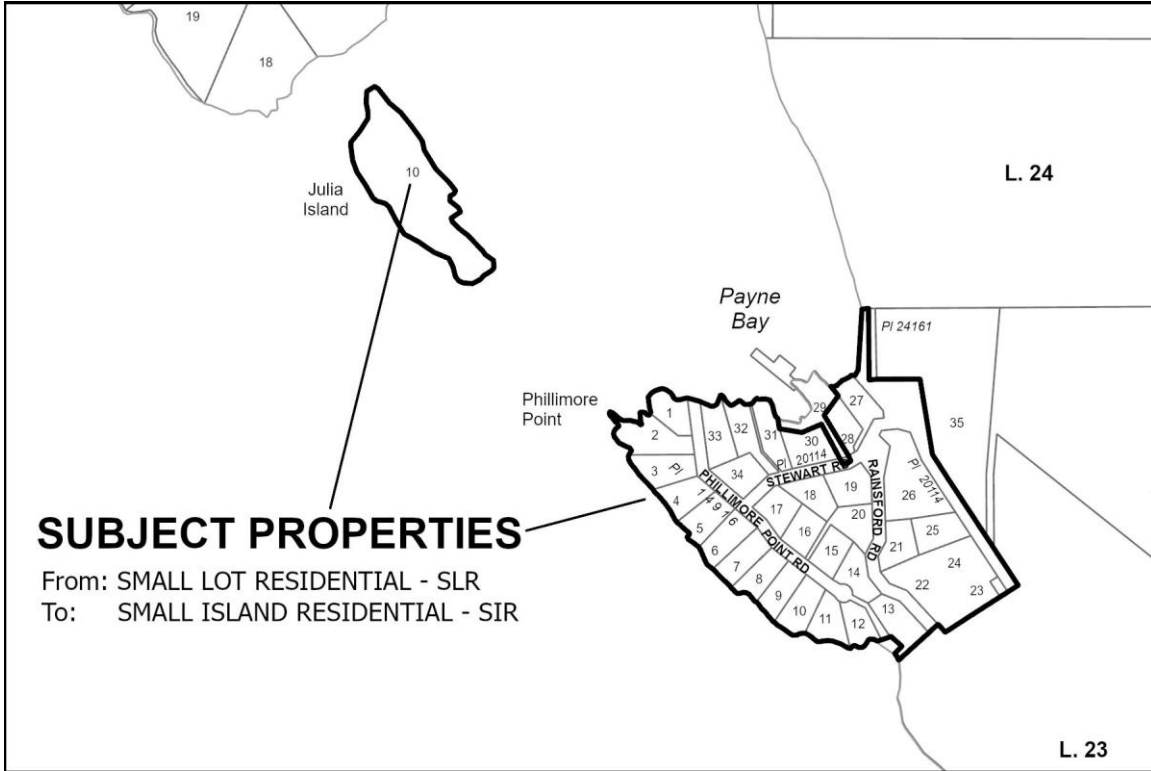 19
18
10
Julia
Island
L. 24
Payne
Bay
Pl 24161
Phillimore
Point
29
27
1
2
33
32
31
30
28
35
3
Pl
34
Pl 20114
STEWART RD
19
RAINSFORD RD
26
Pl 20114
4
14916
PHILLIMORE POINT RD
17
18
20
5
16
21
25
6
15
7
14
24
8
22
23
9
10
11
12
13
SUBJECT PROPERTIES
From: SMALL LOT RESIDENTIAL - SLR
To: SMALL ISLAND RESIDENTIAL - SIR
L. 23